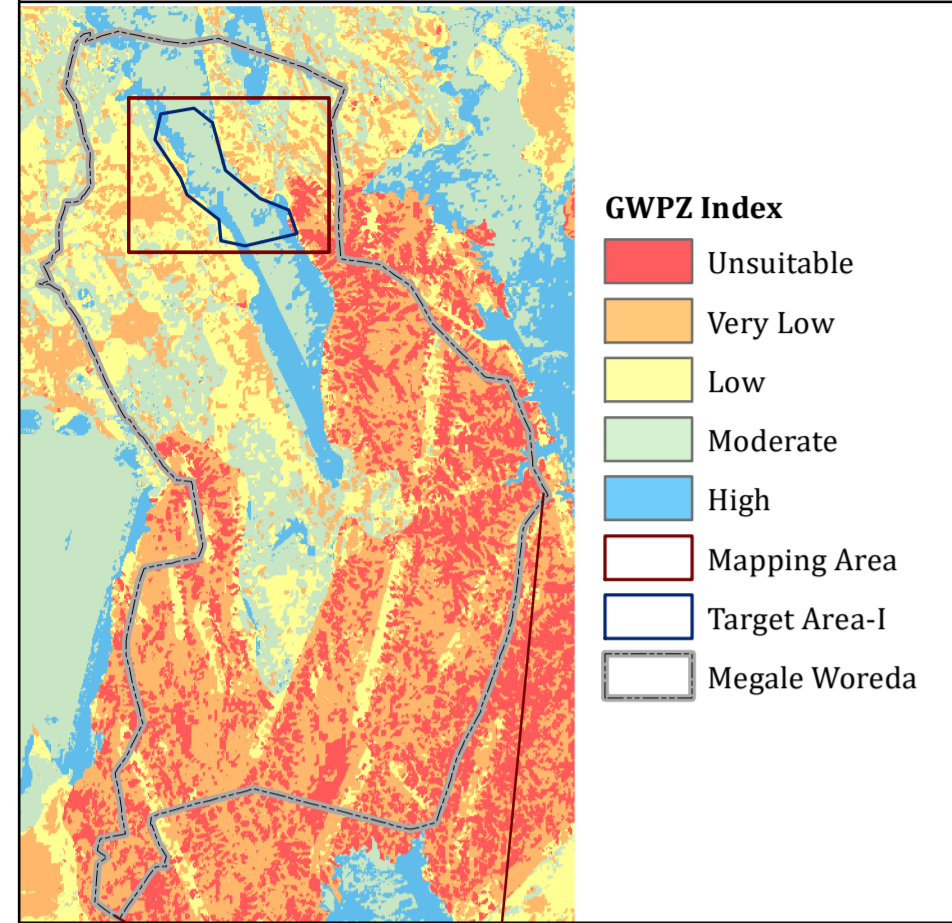 GWPZ Index
Unsuitable
Very Low
Low
Moderate
High
Mapping Area
Target Area-I
Megale Woreda